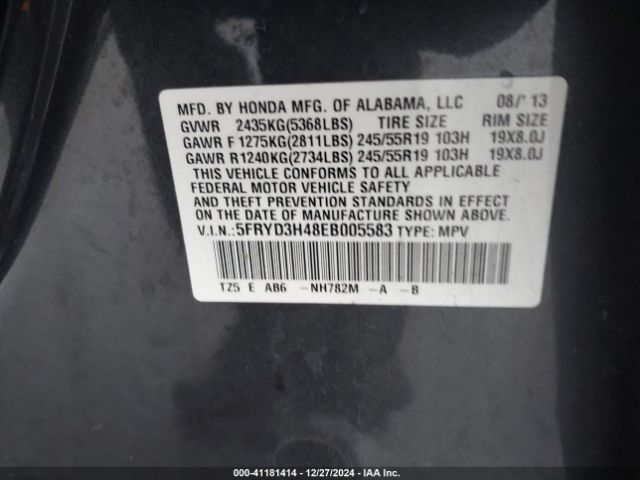 MFD. BY HONDA MFG. OF ALABAMA, LLC 08/'13
GVWR 2435KG(5368LBS) TIRE SIZE RIM SIZE
GAWR F 1275KG(2811LBS) 245/55R19 103H 19X8.0J
GAWR R1240KG(2734LBS) 245/55R19 103H 19X8.0J
THIS VEHICLE CONFORMS TO ALL APPLICABLE
FEDERAL MOTOR VEHICLE SAFETY
AND THEFT PREVENTION STANDARDS IN EFFECT
ON THE DATE OF MANUFACTURE SHOWN ABOVE.
V.I.N.:5FRYD3H48EB005583 TYPE: MPV
TZ5 E AB6 -NH782M -A -B
000-41181414 - 12/27/2024 - IAA Inc.